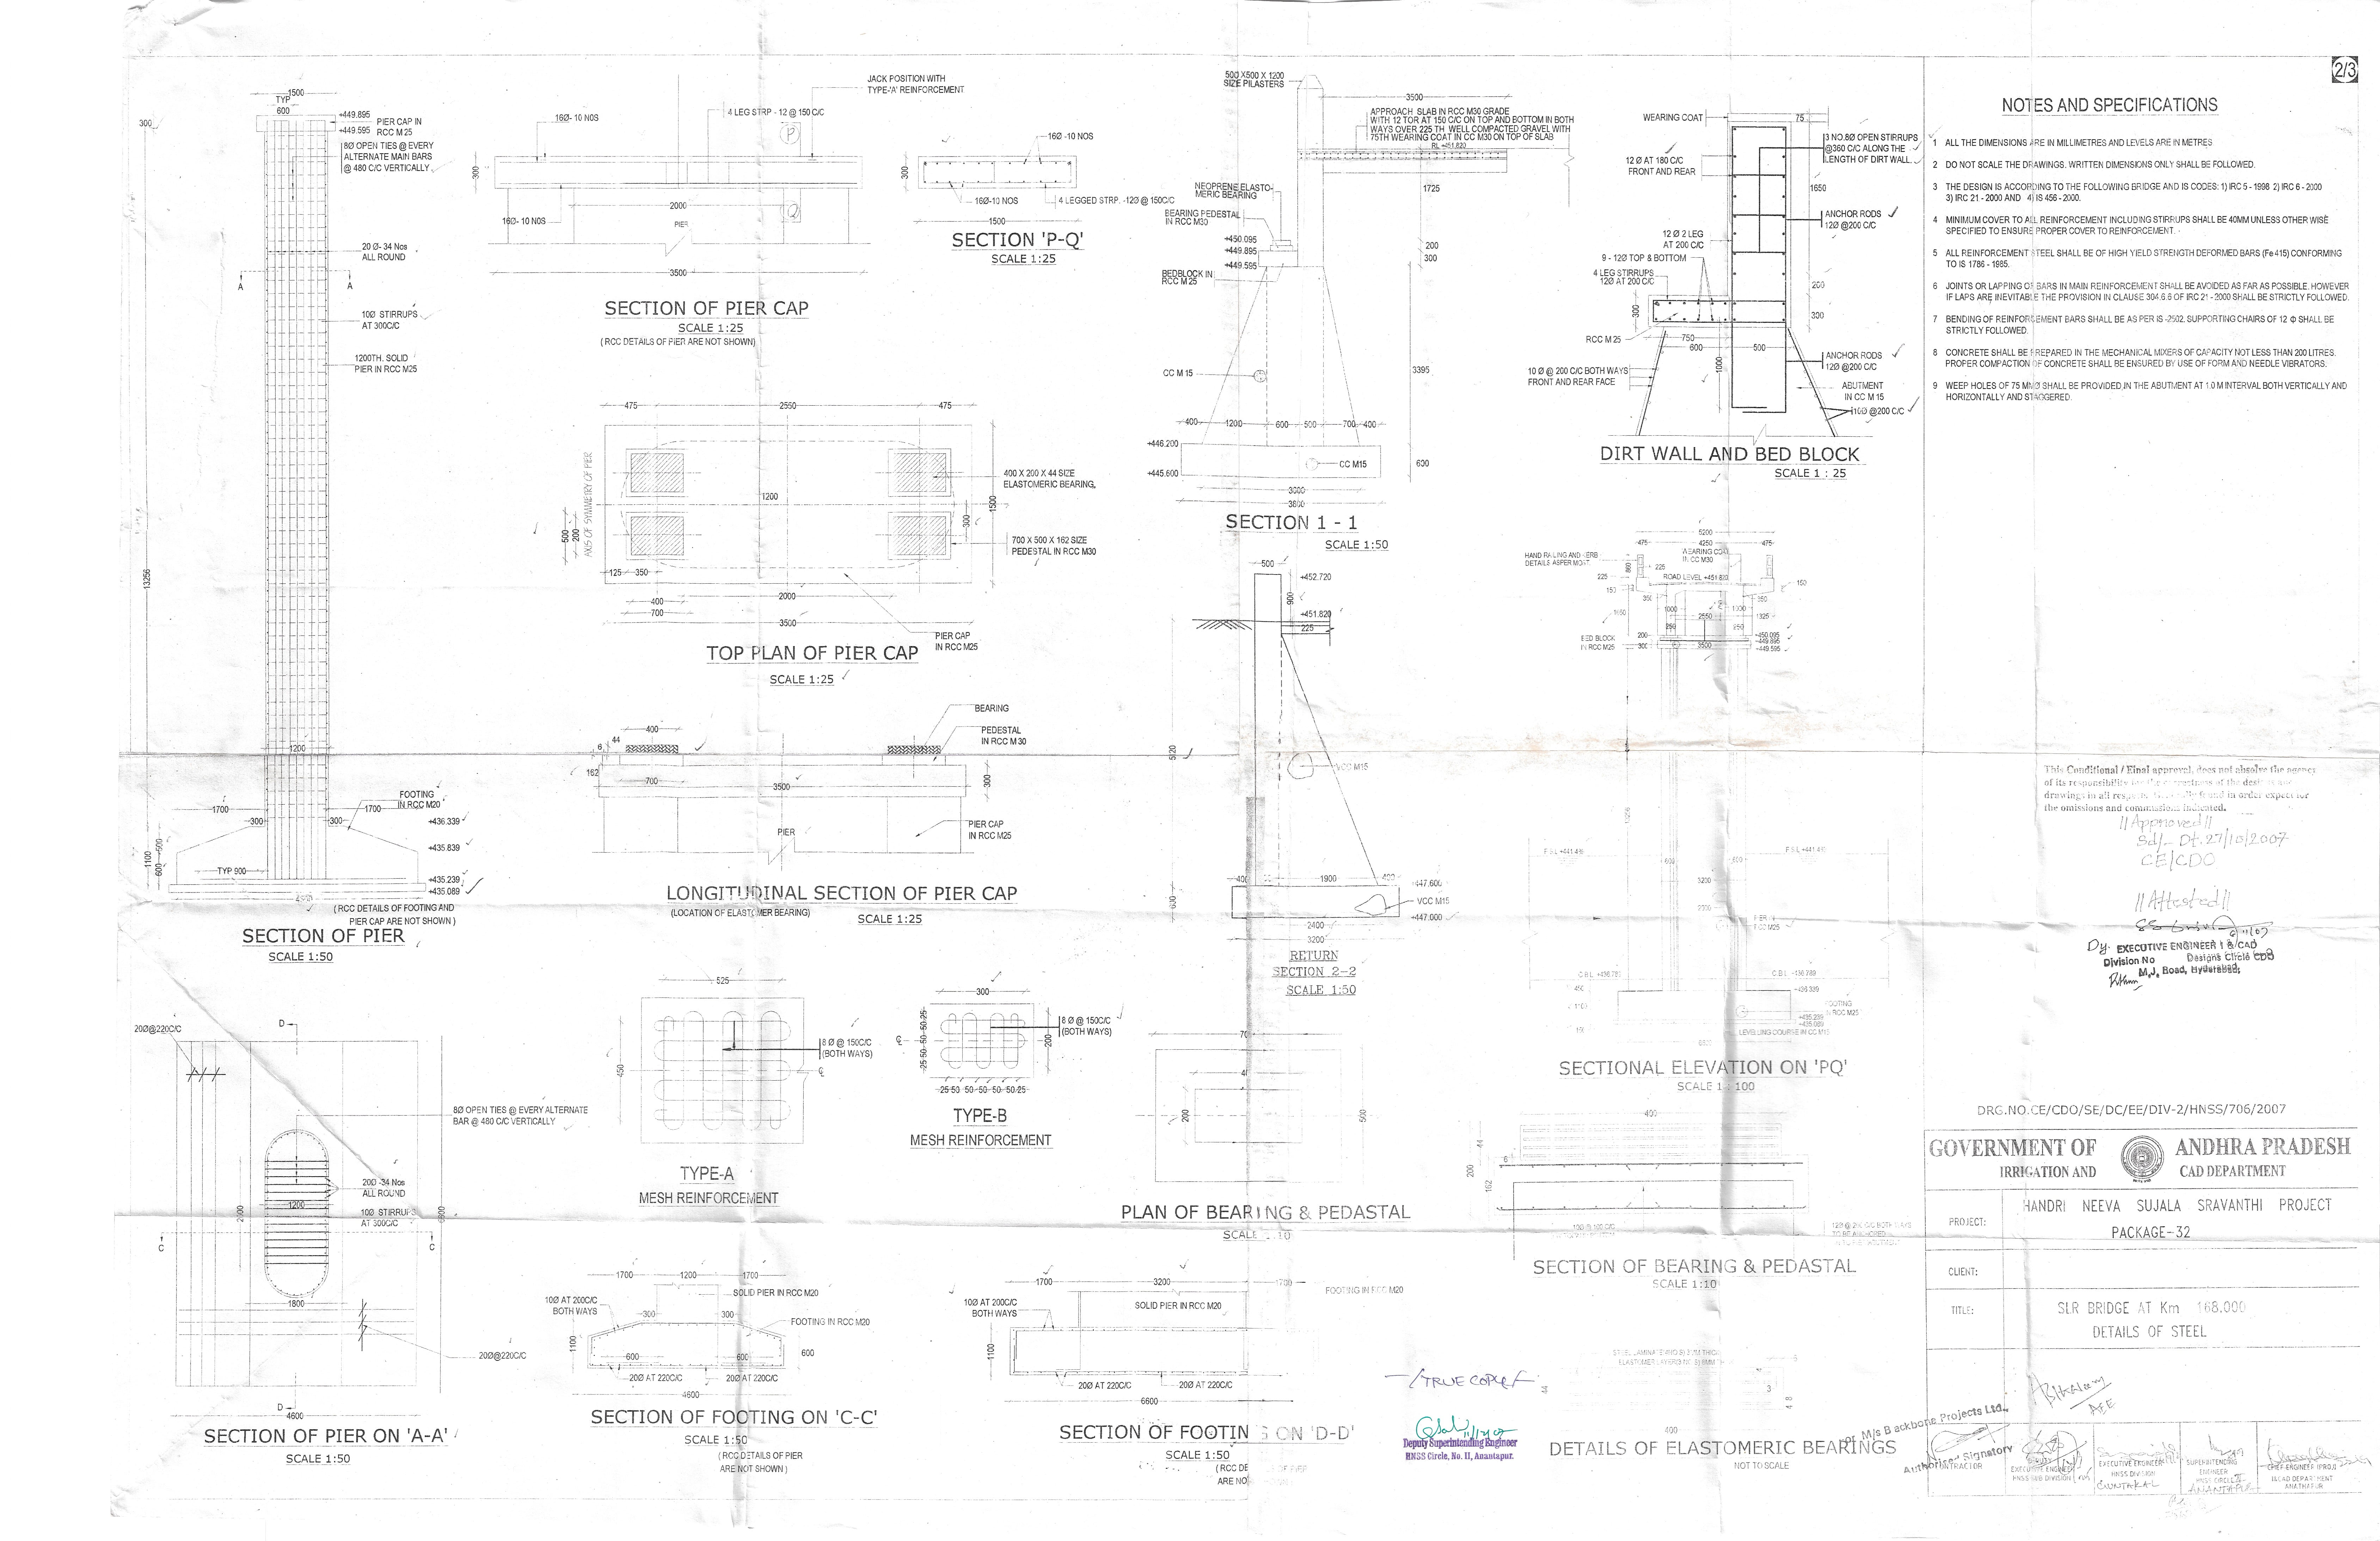 2/3
1500
TYP
600
300
+449.895
PIER CAP IN
RCC M 25
+449.595
8Ø OPEN TIES @ EVERY
ALTERNATE MAIN BARS
@ 480 C/C VERTICALLY
20 Ø- 34 Nos
ALL ROUND
A
A
10Ø STIRRUPS
AT 300C/C
1200TH. SOLID
PIER IN RCC M25
13256
1200
FOOTING
IN RCC M20
1700
1700
300
300
+436.339
+435.839
1100
500
600
TYP 900
+435.239
+435.089
( RCC DETAILS OF FOOTING AND
PIER CAP ARE NOT SHOWN )
SECTION OF PIER
SCALE 1:50
JACK POSITION WITH
TYPE-'A' REINFORCEMENT
16Ø- 10 N0S
4 LEG STRP - 12 @ 150 C/C
P
300
2000
16Ø- 10 N0S
PIER
Q
3500
SECTION OF PIER CAP
SCALE 1:25
( RCC DETAILS OF PIER ARE NOT SHOWN)
16Ø -10 NOS
300
16Ø-10 NOS
4 LEGGED STRP. -12Ø @ 150C/C
1500
SECTION 'P-Q'
SCALE 1:25
475
2550
475
AXIS OF SYMMETRY OF PIER
400 X 200 X 44 SIZE
ELASTOMERIC BEARING,
1200
1500
300
500
200
700 X 500 X 162 SIZE
PEDESTAL IN RCC M30
125
350
2000
400
700
3500
PIER CAP
IN RCC M25
TOP PLAN OF PIER CAP
SCALE 1:25
BEARING
400
44
6
PEDESTAL
IN RCC M 30
162
700
3500
300
PIER
PIER CAP
IN RCC M25
LONGITUDINAL SECTION OF PIER CAP
(LOCATION OF ELASTOMER BEARING)
SCALE 1:25
500 X500 X 1200
SIZE PILASTERS
3500
APPROACH SLAB IN RCC M30 GRADE
WITH 12 TOR AT 150 C/C ON TOP AND BOTTOM IN BOTH
WAYS OVER 225 TH WELL COMPACTED GRAVEL WITH
75TH WEARING COAT IN CC M30 ON TOP OF SLAB
RL +451.820
NEOPRENE ELASTO-
MERIC BEARING
1725
BEARING PEDESTAL
IN RCC M30
+450.095
+449.895
+449.595
200
300
BEDBLOCK IN
RCC M 25
CC M 15
3395
400
1200
600
500
700
400
+446.200
+445.600
CC M15
600
3000
3800
SECTION 1 - 1
SCALE 1:50
500
+452.720
900
+451.820
225
5220
VCC M15
1900
400
+447.600
VCC M15
600
+447.000
2400
3200
RETURN
SECTION 2-2
SCALE 1:50
WEARING COAT
75
3 NO.8Ø OPEN STIRRUPS
@360 C/C ALONG THE
LENGTH OF DIRT WALL.
12 Ø AT 180 C/C
FRONT AND REAR
1650
ANCHOR RODS
12Ø @200 C/C
12 Ø 2 LEG
AT 200 C/C
9 - 12Ø TOP & BOTTOM
4 LEG STIRRUPS
12Ø AT 200 C/C
200
300
300
RCC M 25
750
600
500
1000
ANCHOR RODS
12Ø @200 C/C
10 Ø @ 200 C/C BOTH WAYS
FRONT AND REAR FACE
ABUTMENT
IN CC M 15
10Ø @200 C/C
DIRT WALL AND BED BLOCK
SCALE 1 : 25
5200
475
4250
475
HAND RAILING AND KERB
DETAILS ASPER MOST.
WEARING COAT
IN CC M30
225
ROAD LEVEL +451.820
225
150
150
350
350
1000
1000
2550
1650
1325
250
250
BED BLOCK
IN RCC M25
200
300
3500
+450.095
+449.895
+449.595
600
600
3200
C.B.L -436.789
450
+436.339
+435.239
+435.089
LEVELLING COURSE IN CC M15
SECTIONAL ELEVATION ON 'PQ'
SCALE 1 : 100
NOTES AND SPECIFICATIONS
1 ALL THE DIMENSIONS ARE IN MILLIMETRES AND LEVELS ARE IN METRES.
2 DO NOT SCALE THE DRAWINGS. WRITTEN DIMENSIONS ONLY SHALL BE FOLLOWED.
3 THE DESIGN IS ACCORDING TO THE FOLLOWING BRIDGE AND IS CODES: 1) IRC 5 - 1998 2) IRC 6 - 2000
3) IRC 21 - 2000 AND 4) IS 456 - 2000.
4 MINIMUM COVER TO ALL REINFORCEMENT INCLUDING STIRRUPS SHALL BE 40MM UNLESS OTHER WISE
SPECIFIED TO ENSURE PROPER COVER TO REINFORCEMENT.
5 ALL REINFORCEMENT STEEL SHALL BE OF HIGH YIELD STRENGTH DEFORMED BARS (Fe 415) CONFORMING
TO IS 1786 - 1985.
6 JOINTS OR LAPPING OF BARS IN MAIN REINFORCEMENT SHALL BE AVOIDED AS FAR AS POSSIBLE. HOWEVER
IF LAPS ARE INEVITABLE THE PROVISION IN CLAUSE 304.6.6 OF IRC 21 - 2000 SHALL BE STRICTLY FOLLOWED.
7 BENDING OF REINFORCEMENT BARS SHALL BE AS PER IS -2502. SUPPORTING CHAIRS OF 12 Φ SHALL BE
STRICTLY FOLLOWED.
8 CONCRETE SHALL BE PREPARED IN THE MECHANICAL MIXERS OF CAPACITY NOT LESS THAN 200 LITRES.
PROPER COMPACTION OF CONCRETE SHALL BE ENSURED BY USE OF FORM AND NEEDLE VIBRATORS.
9 WEEP HOLES OF 75 MMØ SHALL BE PROVIDED IN THE ABUTMENT AT 1.0 M INTERVAL BOTH VERTICALLY AND
HORIZONTALLY AND STAGGERED.
This Conditional / Final approval, does not absolve the agency
of its responsibility for the correctness of the designs and
drawings in all respects. Generally found in order expect for
the omissions and commissions indicated.
//Approved//
Sd/- Dt. 27/10/2007
CE/CDO
//Attested//
Dy. EXECUTIVE ENGINEER I & CAD
Division No Designs Circle CDO
M.J. Road, Hyderabad.
20Ø@220C/C
D
8Ø OPEN TIES @ EVERY ALTERNATE
BAR @ 480 C/C VERTICALLY
20Ø -34 Nos
ALL ROUND
1200
2000
10Ø STIRRUPS
AT 300C/C
C
C
1800
20Ø@220C/C
D
4600
SECTION OF PIER ON 'A-A'
SCALE 1:50
525
450
8 Ø @ 150C/C
(BOTH WAYS)
TYPE-A
MESH REINFORCEMENT
300
8 Ø @ 150C/C
(BOTH WAYS)
200
25 50 50 50 50 25
25 50 50 50 50 25
TYPE-B
MESH REINFORCEMENT
200
500
PLAN OF BEARING & PEDASTAL
SCALE 1:10
400
44
6
200
162
SECTION OF BEARING & PEDASTAL
SCALE 1:10
1700
1200
1700
10Ø AT 200C/C
BOTH WAYS
SOLID PIER IN RCC M20
300
300
FOOTING IN RCC M20
1100
600
600
600
20Ø AT 220C/C
20Ø AT 220C/C
4600
SECTION OF FOOTING ON 'C-C'
SCALE 1:50
( RCC DETAILS OF PIER
ARE NOT SHOWN )
1700
3200
1700
10Ø AT 200C/C
BOTH WAYS
SOLID PIER IN RCC M20
FOOTING IN RCC M20
1100
20Ø AT 220C/C
20Ø AT 220C/C
6600
SECTION OF FOOTING ON 'D-D'
SCALE 1:50
(RCC DE
ARE NO
TRUE COPY
Deputy Superintending Engineer
HNSS Circle, No. II, Anantapur.
3
400
DETAILS OF ELASTOMERIC BEARINGS
NOT TO SCALE
DRG.NO.CE/CDO/SE/DC/EE/DIV-2/HNSS/706/2007
GOVERNMENT OF ANDHRA PRADESH
IRRIGATION AND CAD DEPARTMENT
PROJECT:
HANDRI NEEVA SUJALA SRAVANTHI PROJECT
PACKAGE-32
CLIENT:
TITLE:
SLR BRIDGE AT Km 168.000
DETAILS OF STEEL
AEE
For M/s Backbone Projects Ltd.,
Authorised Signatory
CONTRACTOR
EXECUTIVE ENGINEER
HNSS DIVISION
GUNTAKAL
SUPERINTENDING
ENGINEER
HNSS CIRCLE II
ANANTAPUR
CHIEF ENGINEER (PROJ)
I&CAD DEPARTMENT